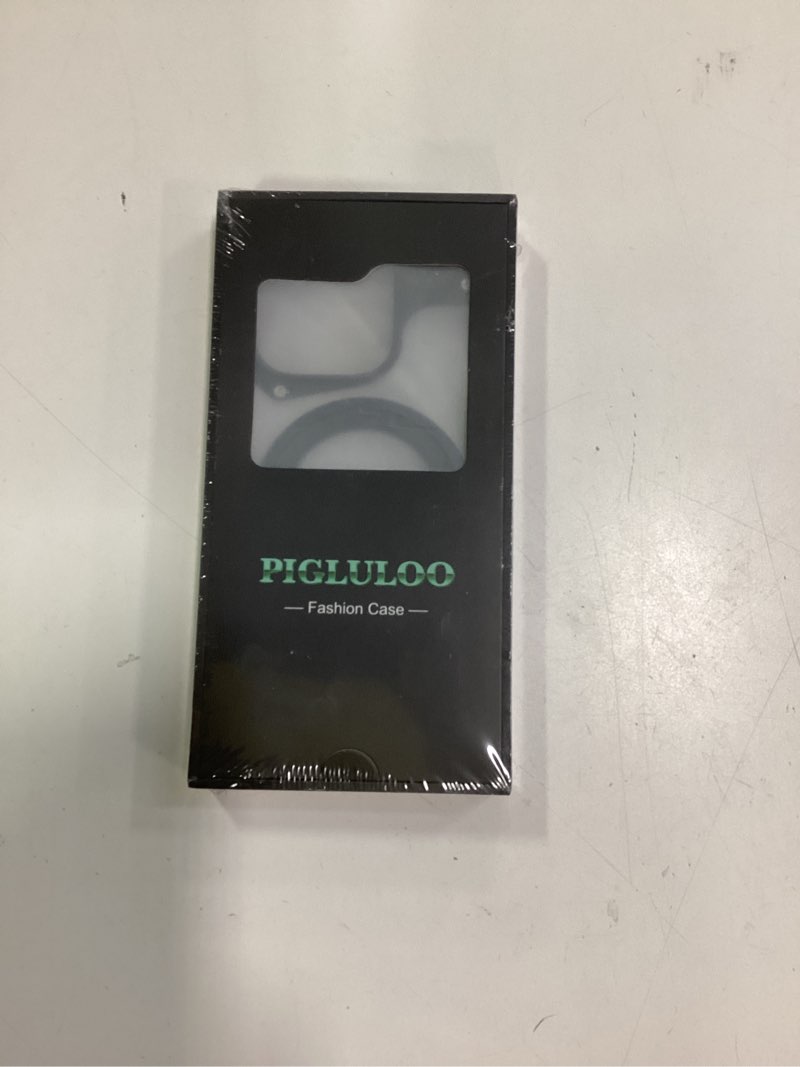 PIGLULOO
— Fashion Case —